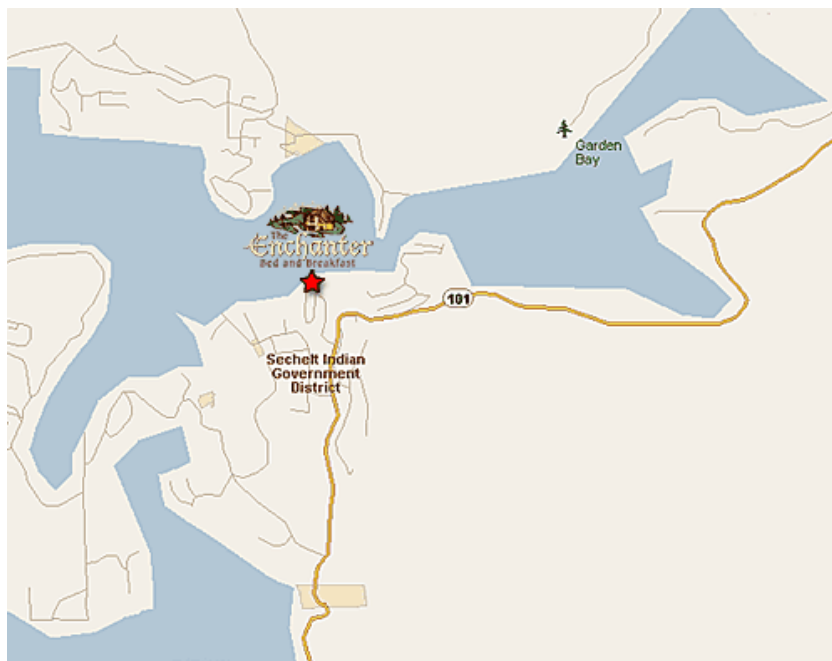 Garden
Bay
The
Enchanter
Bed and Breakfast
101
Sechelt Indian
Government
District